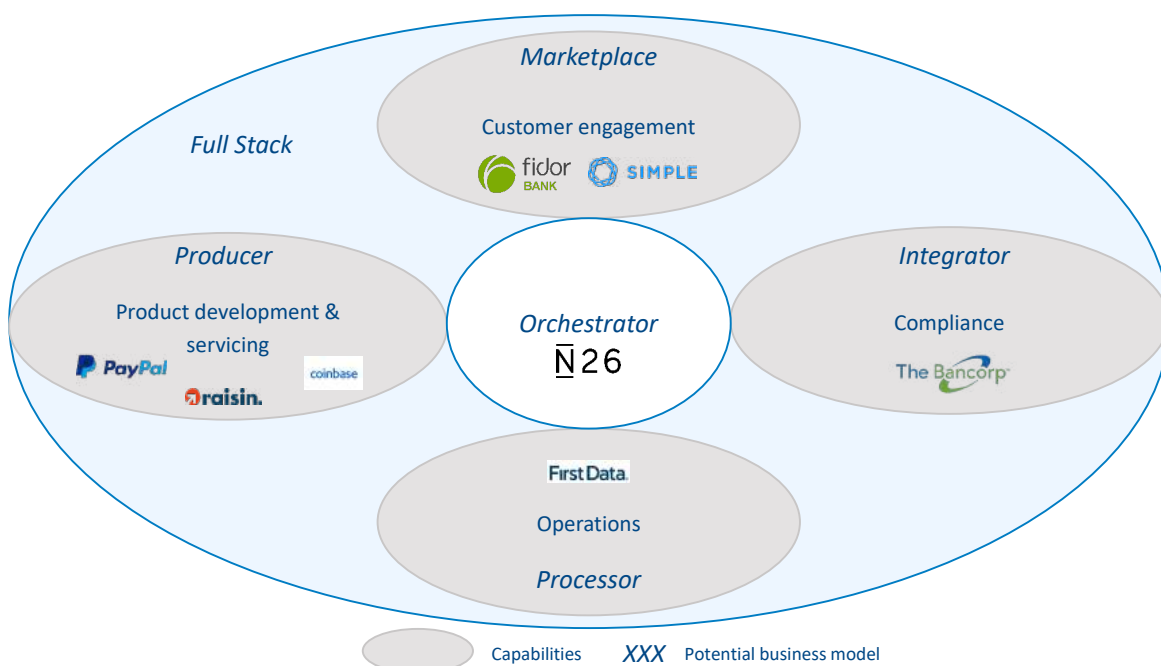 Marketplace
Customer engagement
fidor
BANK
SIMPLE
Full Stack
Producer
Product development &
servicing
PayPal
coinbase
raisin.
Orchestrator
N26
Integrator
Compliance
The Bancorp
First Data.
Operations
Processor
Capabilities
XXX Potential business model